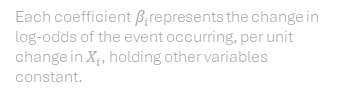 Each coefficient βᵢ represents the change in
log-odds of the event occurring, per unit
change in Xᵢ, holding other variables
constant.